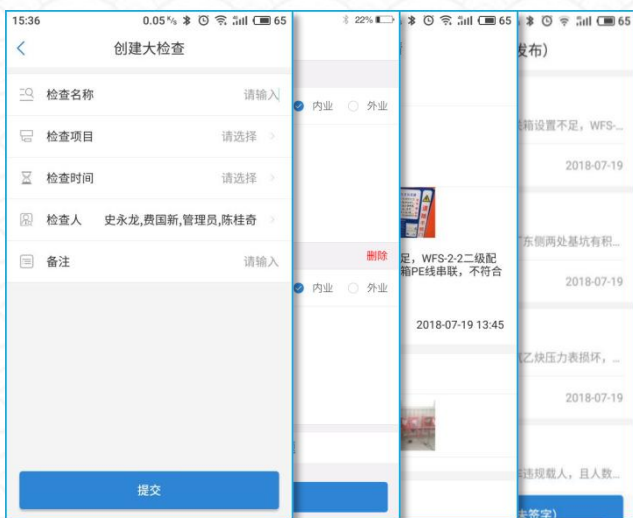 15:36
0.05 ⅘
65
创建大检查
检查名称
请输入
检查项目
请选择
检查时间
请选择
检查人
史永龙,费国新,管理员,陈桂奇
备注
请输入
提交
22%
内业
外业
删除
内业
外业
65
足，WFS-2-2二级配
箱PE线串联，不符合
2018-07-19 13:45
65
发布）
箱设置不足，WFS-...
2018-07-19
东侧两处基坑有积...
2018-07-19
乙炔压力表损坏，...
2018-07-19
违规载人，且人数...
未签字）